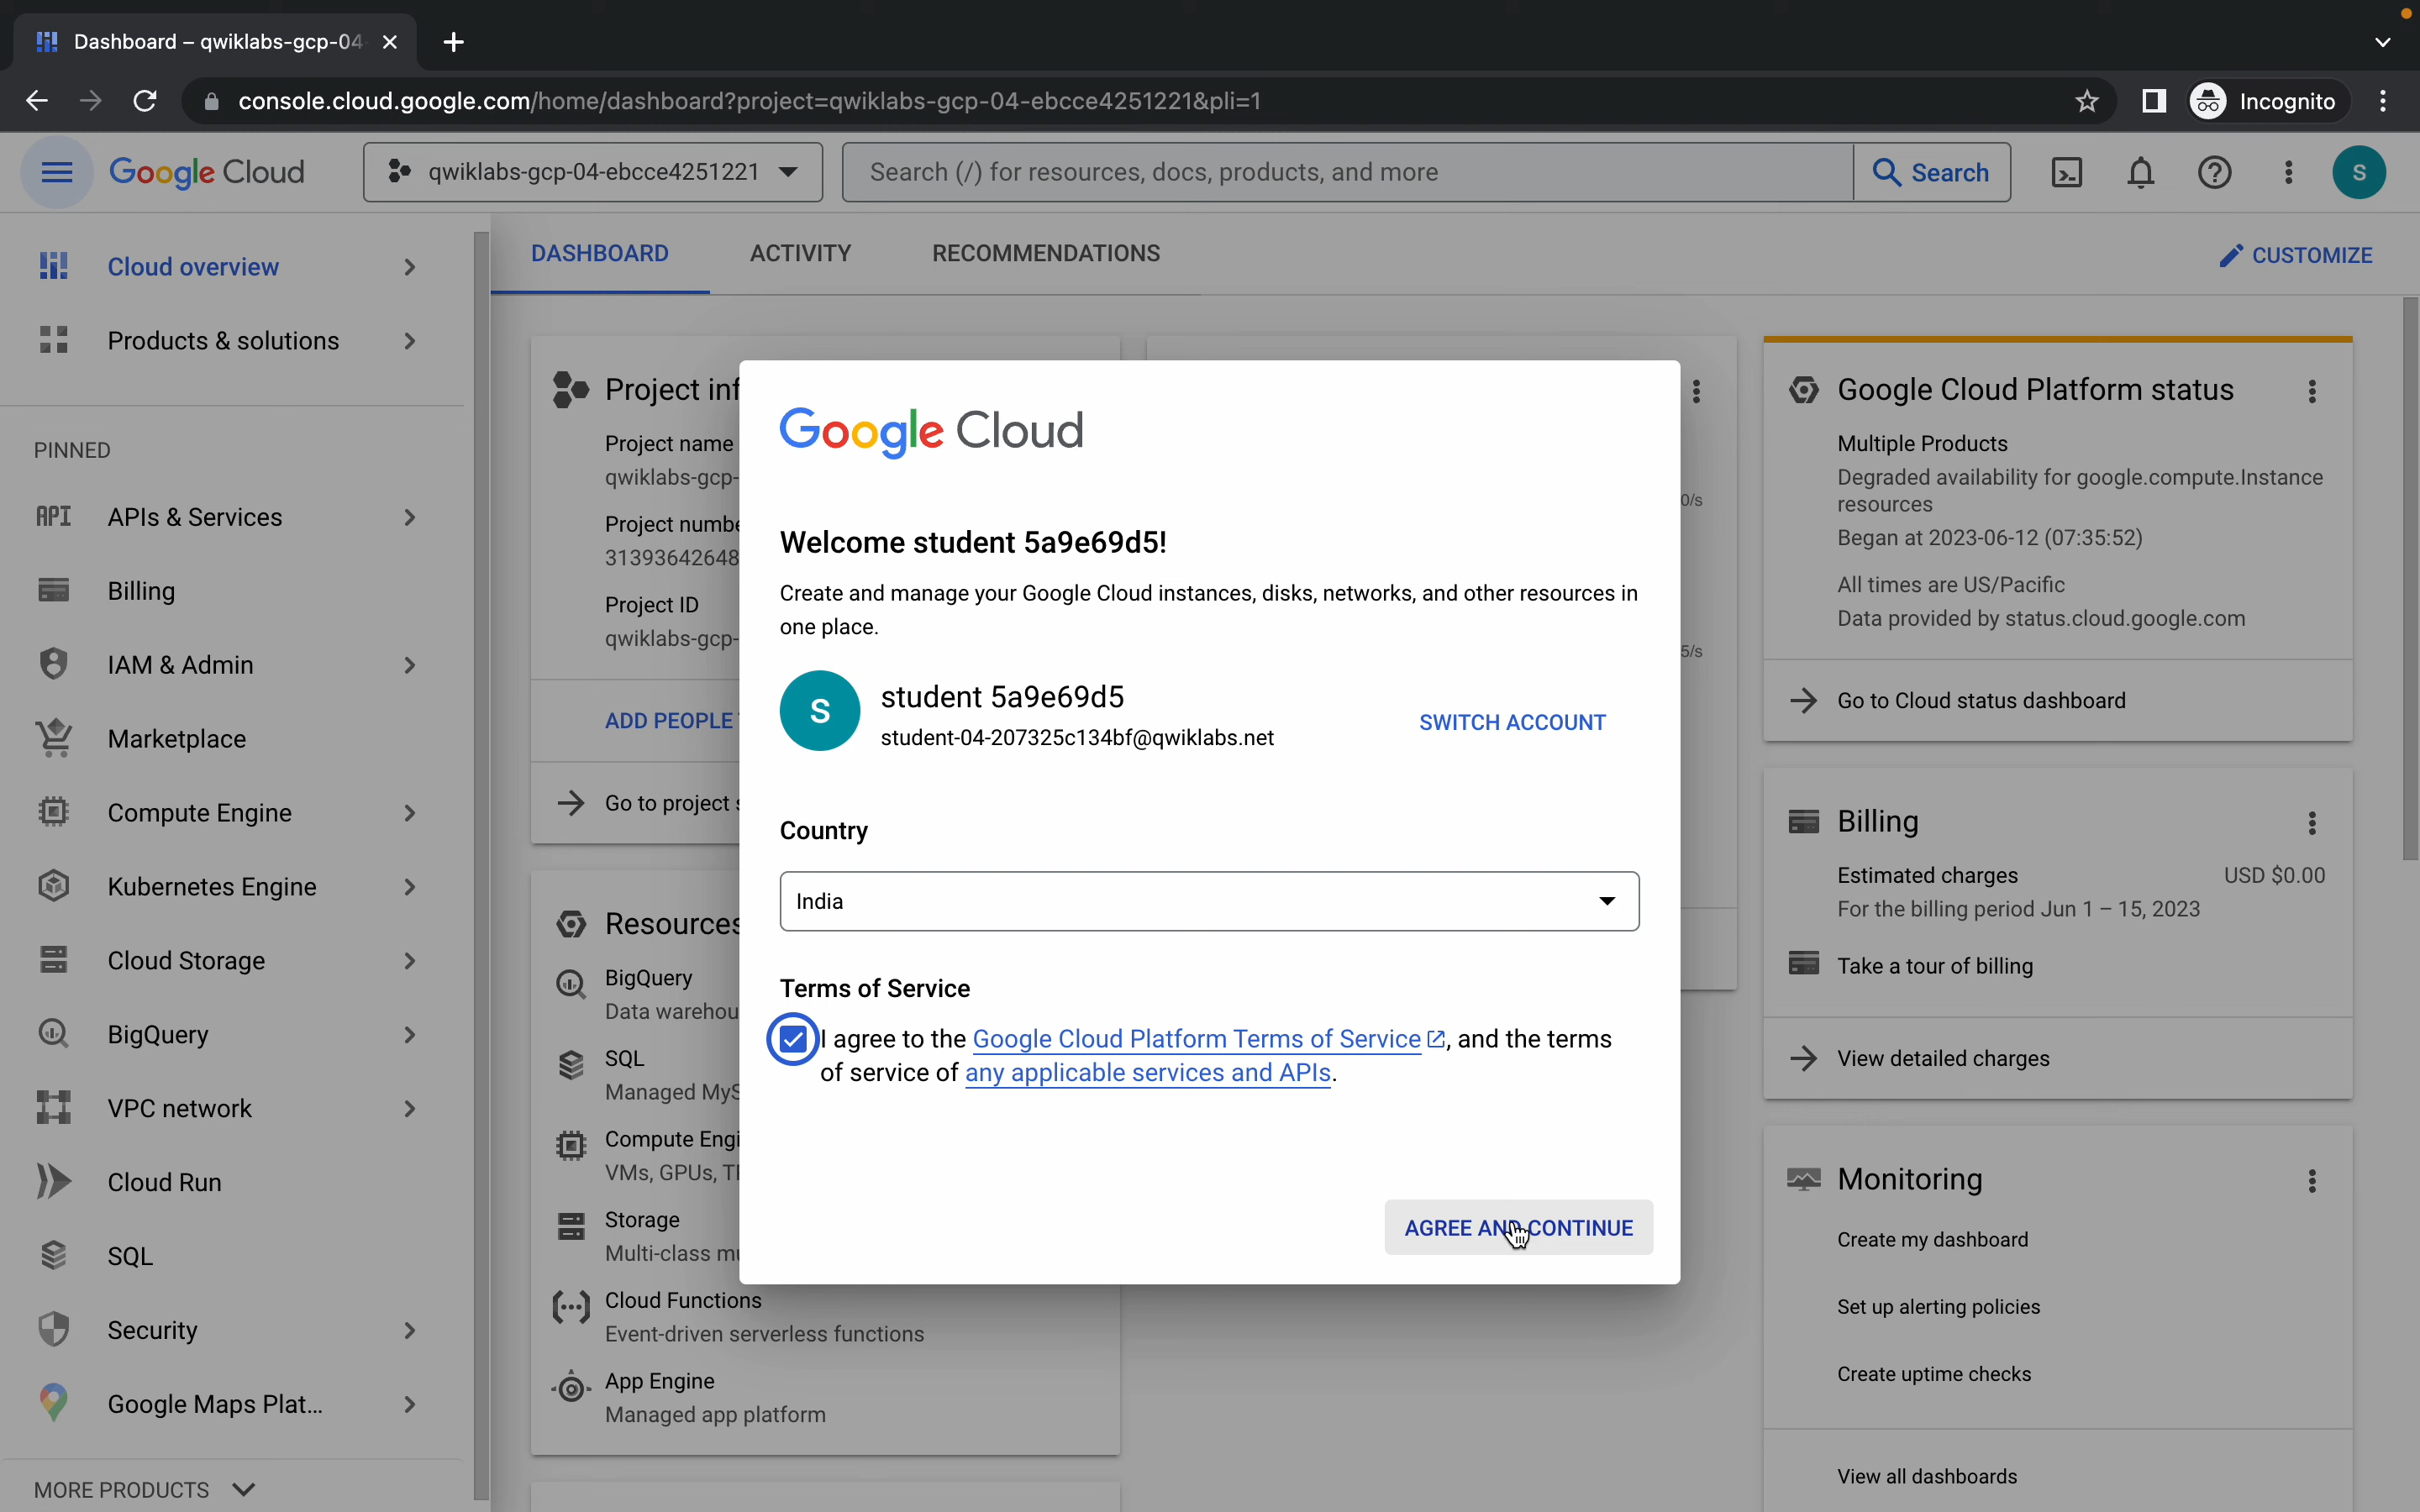 Dashboard – qwiklabs-gcp-04
console.cloud.google.com/home/dashboard?project=qwiklabs-gcp-04-ebcce4251221&pli=1
Incognito
Google Cloud
qwiklabs-gcp-04-ebcce4251221
Search (/) for resources, docs, products, and more
Search
S
Cloud overview
Products & solutions
PINNED
API APIs & Services
Billing
IAM & Admin
Marketplace
Compute Engine
Kubernetes Engine
Cloud Storage
BigQuery
VPC network
Cloud Run
SQL
Security
Google Maps Plat...
MORE PRODUCTS
DASHBOARD
ACTIVITY
RECOMMENDATIONS
CUSTOMIZE
Project inf
Project name
qwiklabs-gcp-
Project numbe
31393642648
Project ID
qwiklabs-gcp-
ADD PEOPLE
Go to project s
Resources
BigQuery
Data warehou
SQL
Managed MyS
Compute Engi
VMs, GPUs, TP
Storage
Multi-class mu
Cloud Functions
Event-driven serverless functions
App Engine
Managed app platform
0/s
5/s
Google Cloud
Welcome student 5a9e69d5!
Create and manage your Google Cloud instances, disks, networks, and other resources in
one place.
S
student 5a9e69d5
student-04-207325c134bf@qwiklabs.net
SWITCH ACCOUNT
Country
India
Terms of Service
I agree to the Google Cloud Platform Terms of Service, and the terms
of service of any applicable services and APIs.
AGREE AND CONTINUE
Google Cloud Platform status
Multiple Products
Degraded availability for google.compute.Instance
resources
Began at 2023-06-12 (07:35:52)
All times are US/Pacific
Data provided by status.cloud.google.com
Go to Cloud status dashboard
Billing
Estimated charges USD $0.00
For the billing period Jun 1 – 15, 2023
Take a tour of billing
View detailed charges
Monitoring
Create my dashboard
Set up alerting policies
Create uptime checks
View all dashboards